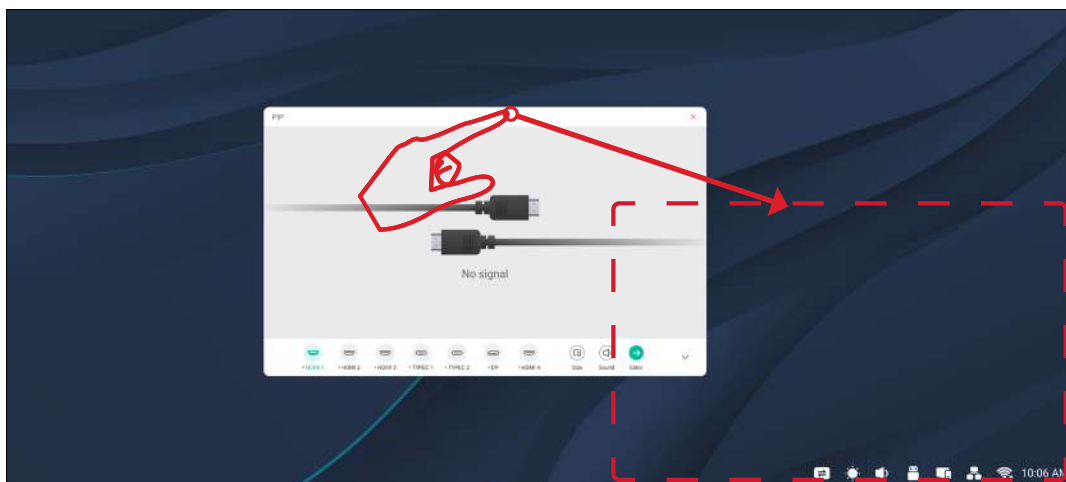 PIP
No signal
• HDMI 1 • HDMI 2 • HDMI 3 • TYPEC 1 • TYPEC 2 • DP • HDMI 4 Size Sound Enter
10:06 AM